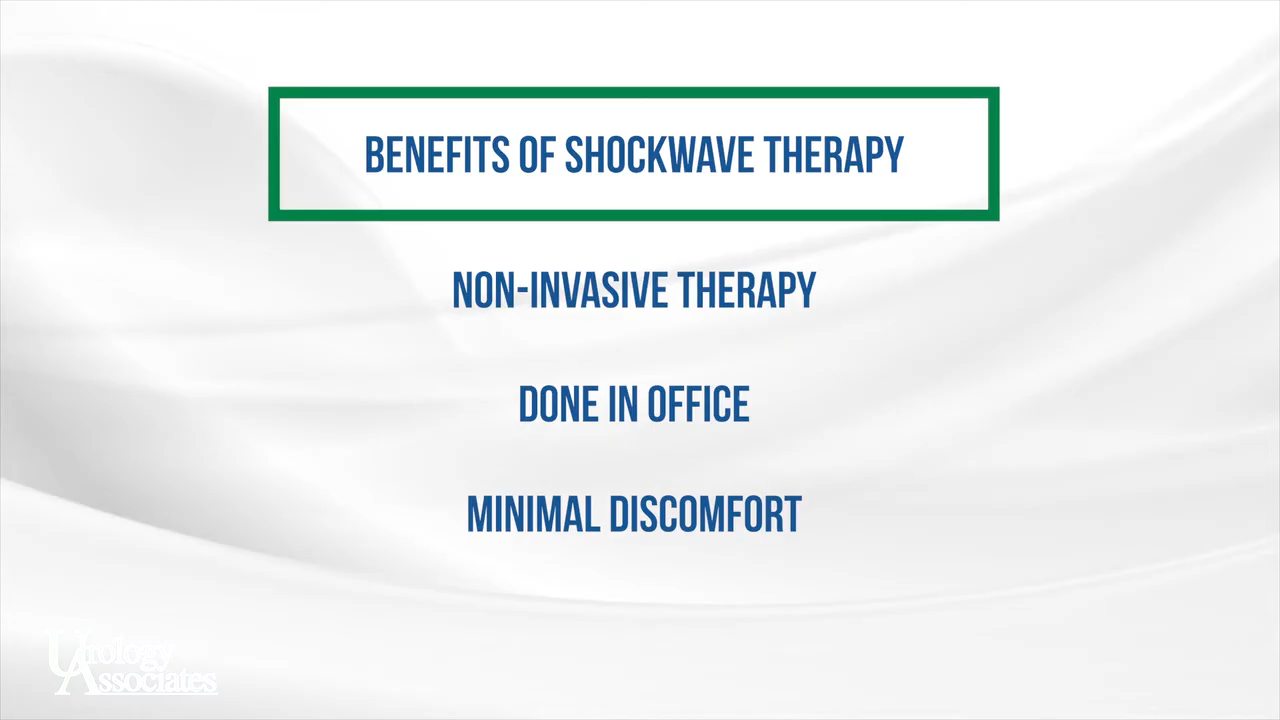 BENEFITS OF SHOCKWAVE THERAPY
NON-INVASIVE THERAPY
DONE IN OFFICE
MINIMAL DISCOMFORT
Urology
Associates